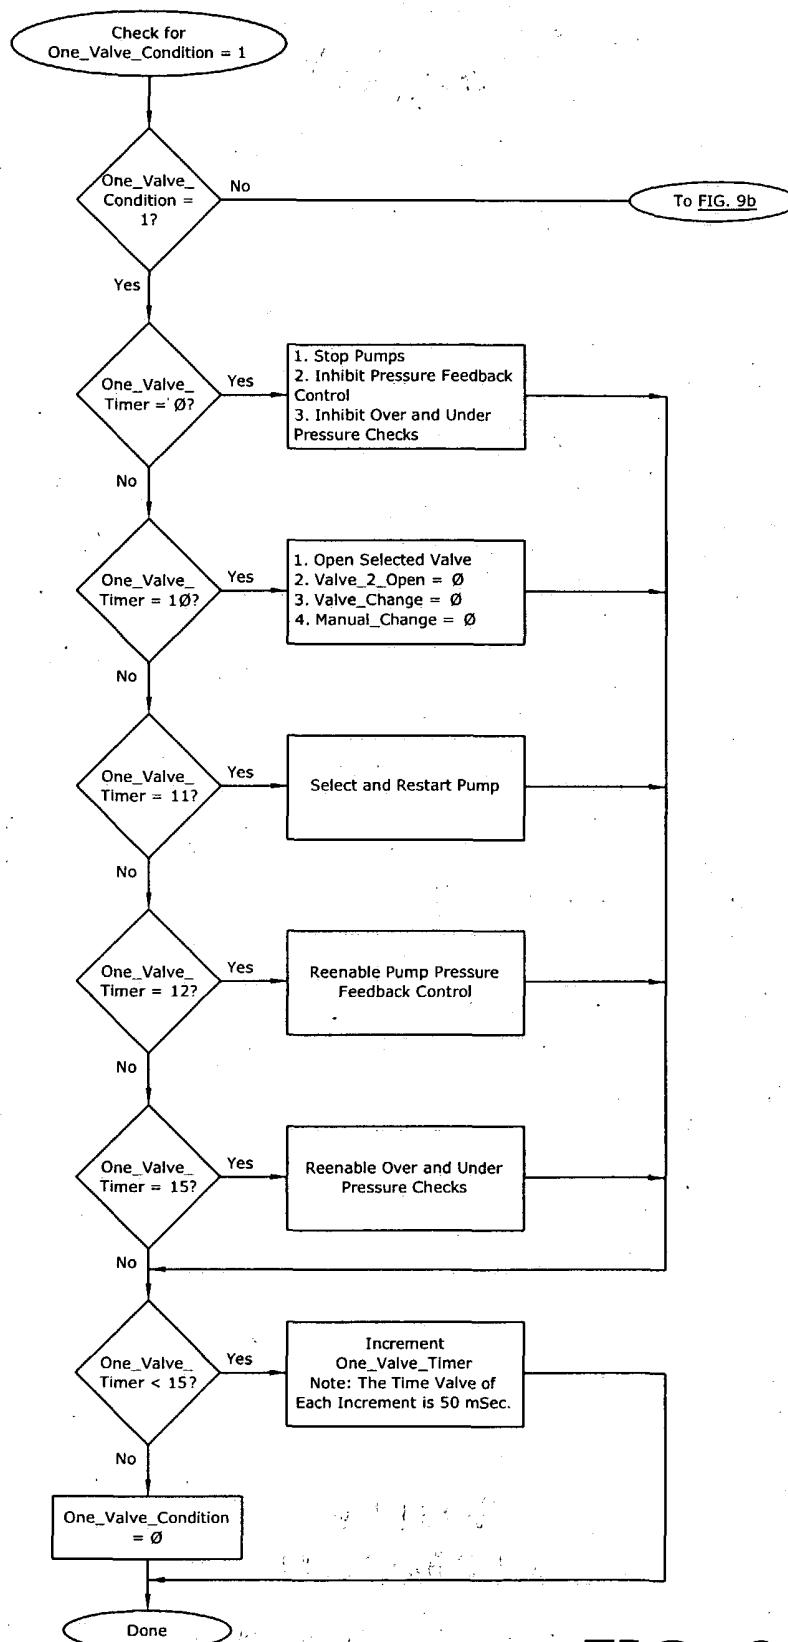 Check for
One_Valve_Condition = 1
One_Valve_
Condition =
1?
No
To FIG. 9b
Yes
One_Valve_
Timer = Ø?
Yes
1. Stop Pumps
2. Inhibit Pressure Feedback
Control
3. Inhibit Over and Under
Pressure Checks
No
One_Valve_
Timer = 1Ø?
Yes
1. Open Selected Valve
2. Valve_2_Open = Ø
3. Valve_Change = Ø
4. Manual_Change = Ø
No
One_Valve_
Timer = 11?
Yes
Select and Restart Pump
No
One_Valve_
Timer = 12?
Yes
Reenable Pump Pressure
Feedback Control
No
One_Valve_
Timer = 15?
Yes
Reenable Over and Under
Pressure Checks
No
One_Valve_
Timer < 15?
Yes
Increment
One_Valve_Timer
Note: The Time Valve of
Each Increment is 50 mSec.
No
One_Valve_Condition
= Ø
Done